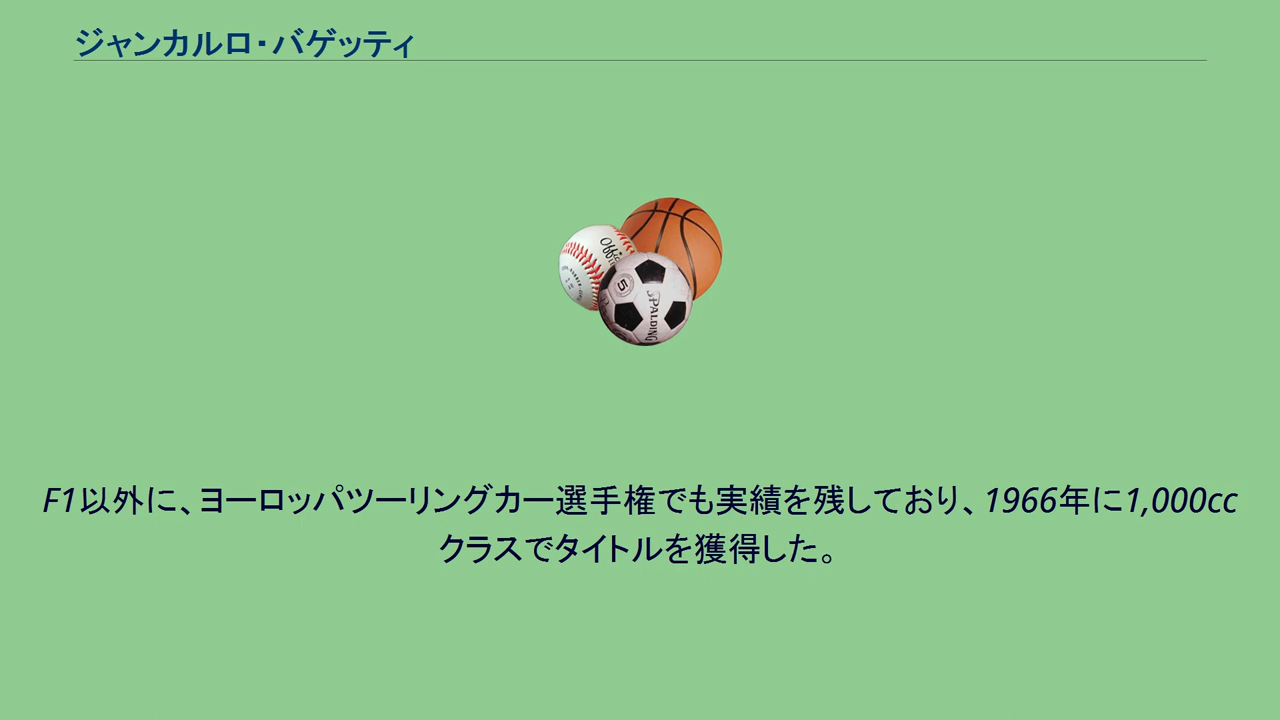 ジャンカルロ・バゲッティ
SPALDING
5
F1以外に、ヨーロッパツーリングカー選手権でも実績を残しており、1966年に1,000cc
クラスでタイトルを獲得した。